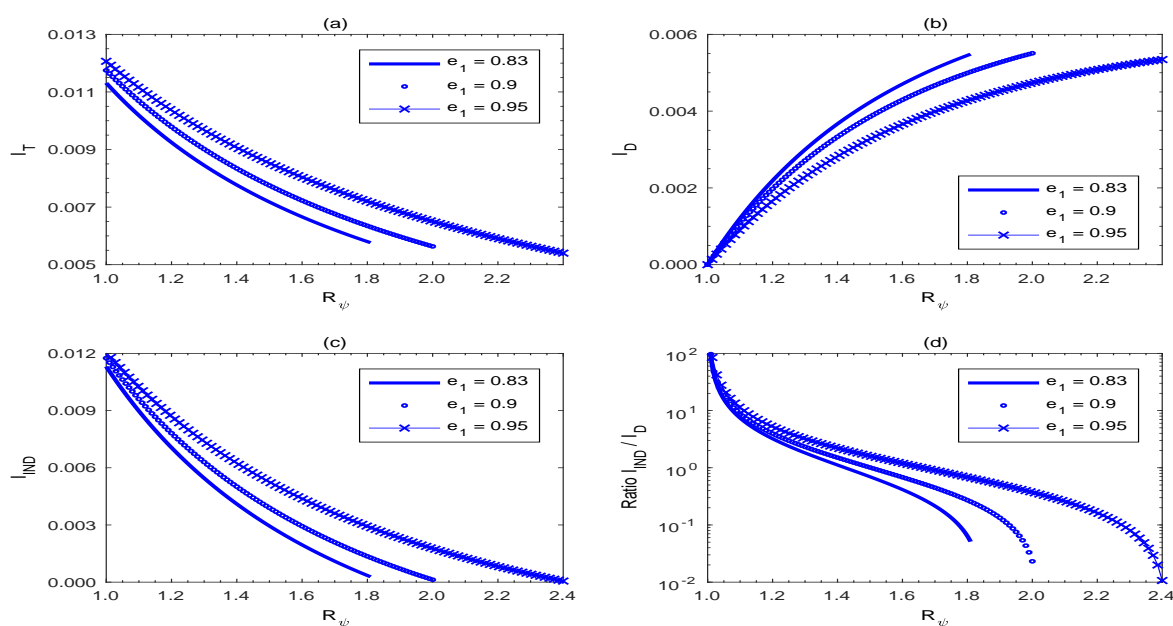 (a)
0.013
0.011
0.009
0.007
0.005
I_T
1.0 1.2 1.4 1.6 1.8 2.0 2.2 2.4
R_ψ
e_1 = 0.83
e_1 = 0.9
e_1 = 0.95
(b)
0.006
0.004
0.002
0.000
I_D
1.0 1.2 1.4 1.6 1.8 2.0 2.2 2.4
R_ψ
e_1 = 0.83
e_1 = 0.9
e_1 = 0.95
(c)
0.012
0.009
0.006
0.003
0.000
I_IND
1.0 1.2 1.4 1.6 1.8 2.0 2.2 2.4
R_ψ
e_1 = 0.83
e_1 = 0.9
e_1 = 0.95
(d)
10^2
10^1
10^0
10^-1
10^-2
Ratio I_IND / I_D
1.0 1.2 1.4 1.6 1.8 2.0 2.2 2.4
R_ψ
e_1 = 0.83
e_1 = 0.9
e_1 = 0.95